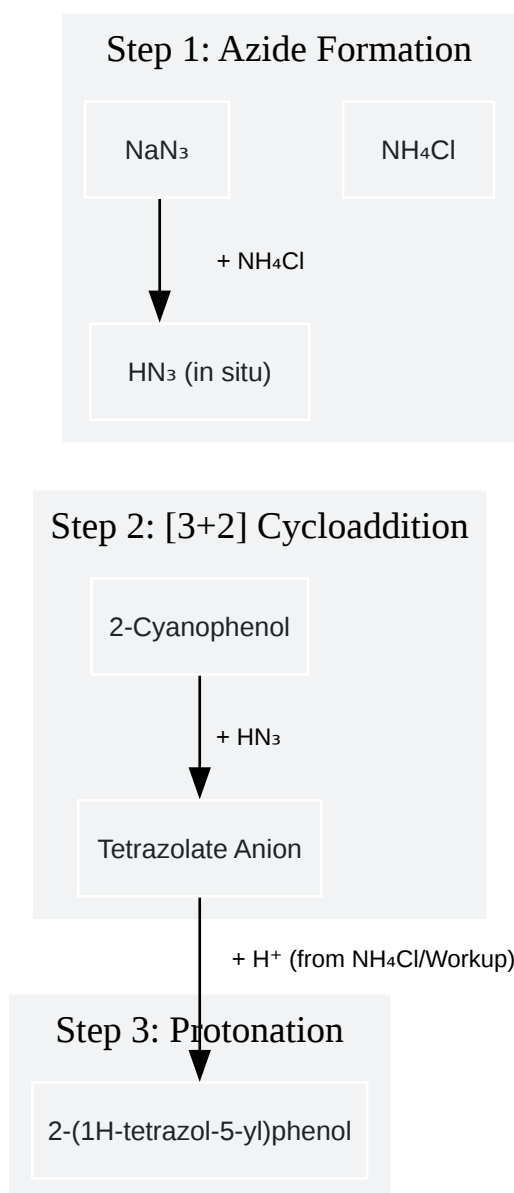 Step 1: Azide Formation
NaN₃
NH₄Cl
+ NH₄Cl
HN₃ (in situ)
Step 2: [3+2] Cycloaddition
2-Cyanophenol
+ HN₃
Tetrazolate Anion
+ H⁺ (from NH₄Cl/Workup)
Step 3: Protonation
2-(1H-tetrazol-5-yl)phenol